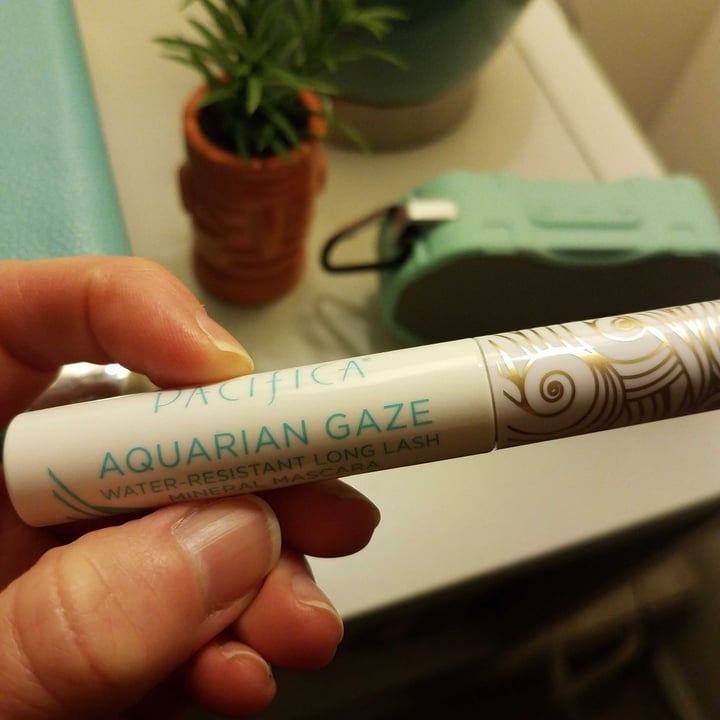 PACIFICA®
AQUARIAN GAZE
WATER-RESISTANT LONG LASH
MINERAL MASCARA